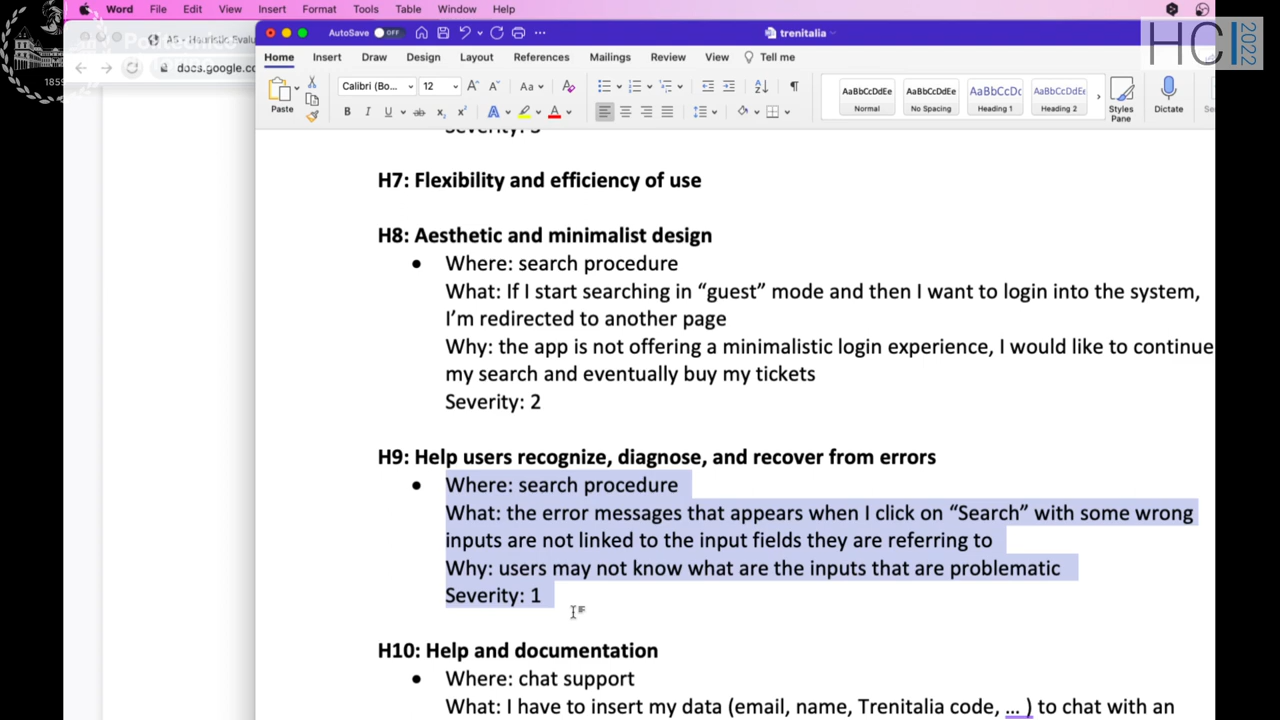 Word File Edit View Insert Format Tools Table Window Help
A5 - Heuristic Evalu
docs.google.co
AutoSave OFF
trenitalia
Home Insert Draw Design Layout References Mailings Review View Tell me
Paste
Calibri (Bo... 12
AaBbCcDdEe AaBbCcDdEe AaBbCcDc AaBbCcDdEe
Normal No Spacing Heading 1 Heading 2
Styles Pane
Dictate
HCI 2022
1859
Severity: 3
H7: Flexibility and efficiency of use
H8: Aesthetic and minimalist design
• Where: search procedure
What: If I start searching in “guest” mode and then I want to login into the system,
I’m redirected to another page
Why: the app is not offering a minimalistic login experience, I would like to continue
my search and eventually buy my tickets
Severity: 2
H9: Help users recognize, diagnose, and recover from errors
• Where: search procedure
What: the error messages that appears when I click on “Search” with some wrong
inputs are not linked to the input fields they are referring to
Why: users may not know what are the inputs that are problematic
Severity: 1
H10: Help and documentation
• Where: chat support
What: I have to insert my data (email, name, Trenitalia code, … ) to chat with an